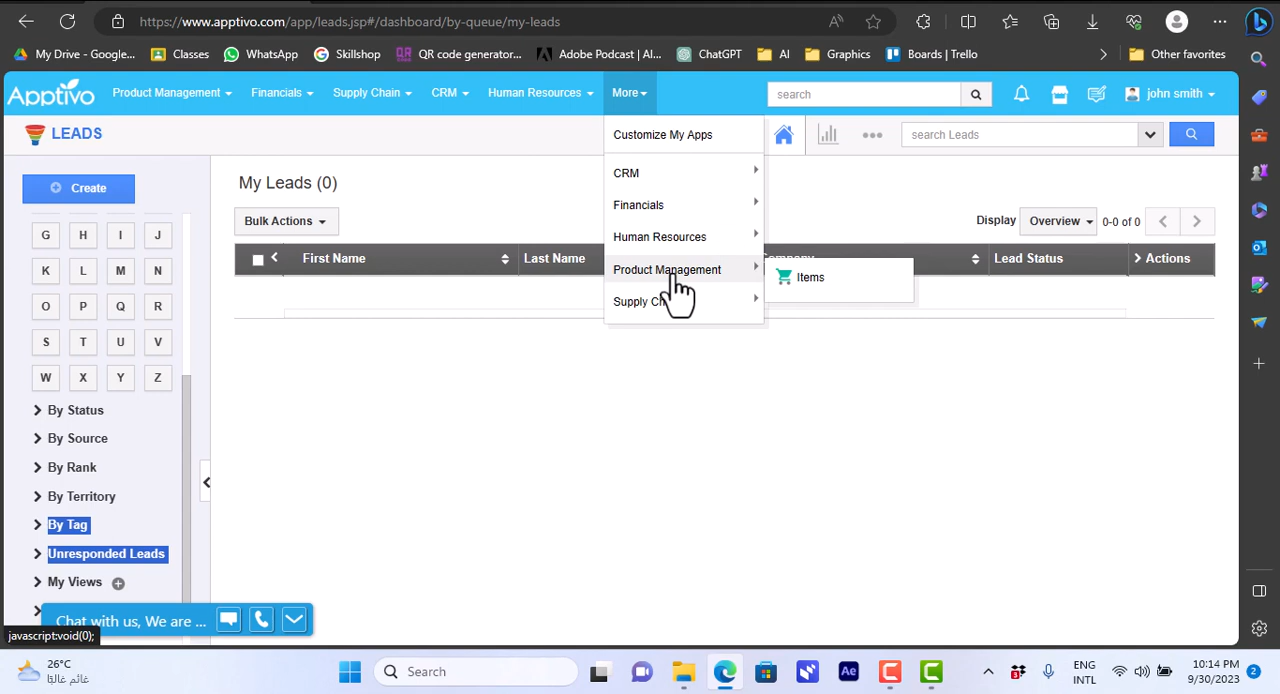 https://www.apptivo.com/app/leads.jsp#/dashboard/by-queue/my-leads
My Drive - Google... Classes WhatsApp Skillshop QR code generator... Adobe Podcast | AI... ChatGPT AI Graphics Boards | Trello Other favorites
Apptivo Product Management Financials Supply Chain CRM Human Resources More search john smith
LEADS
Customize My Apps
search Leads
CRM
Financials
Human Resources
Product Management
Items
Create
My Leads (0)
Bulk Actions
Display Overview 0-0 of 0
First Name Last Name Lead Status Actions
G H I J
K L M N
O P Q R
S T U V
W X Y Z
By Status
By Source
By Rank
By Territory
By Tag
Unresponded Leads
My Views
Chat with us, We are ...
javascript:void(0);
26°C
غائم غالبًا
Search
Ae
3
ENG
INTL
10:14 PM
9/30/2023
2